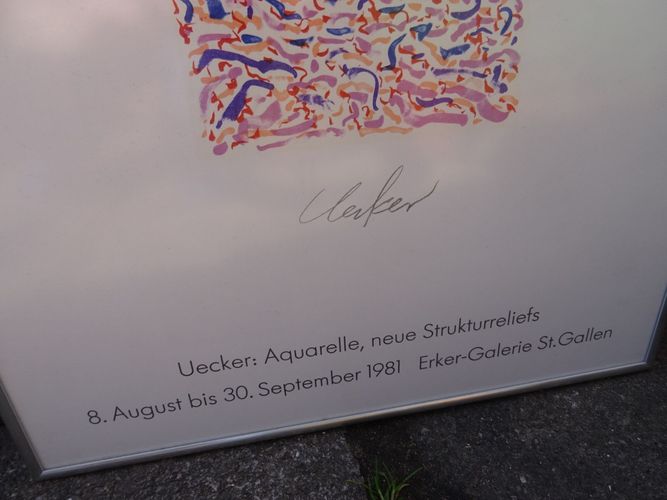 Uecker
Uecker: Aquarelle, neue Strukturreliefs
8. August bis 30. September 1981 Erker-Galerie St. Gallen